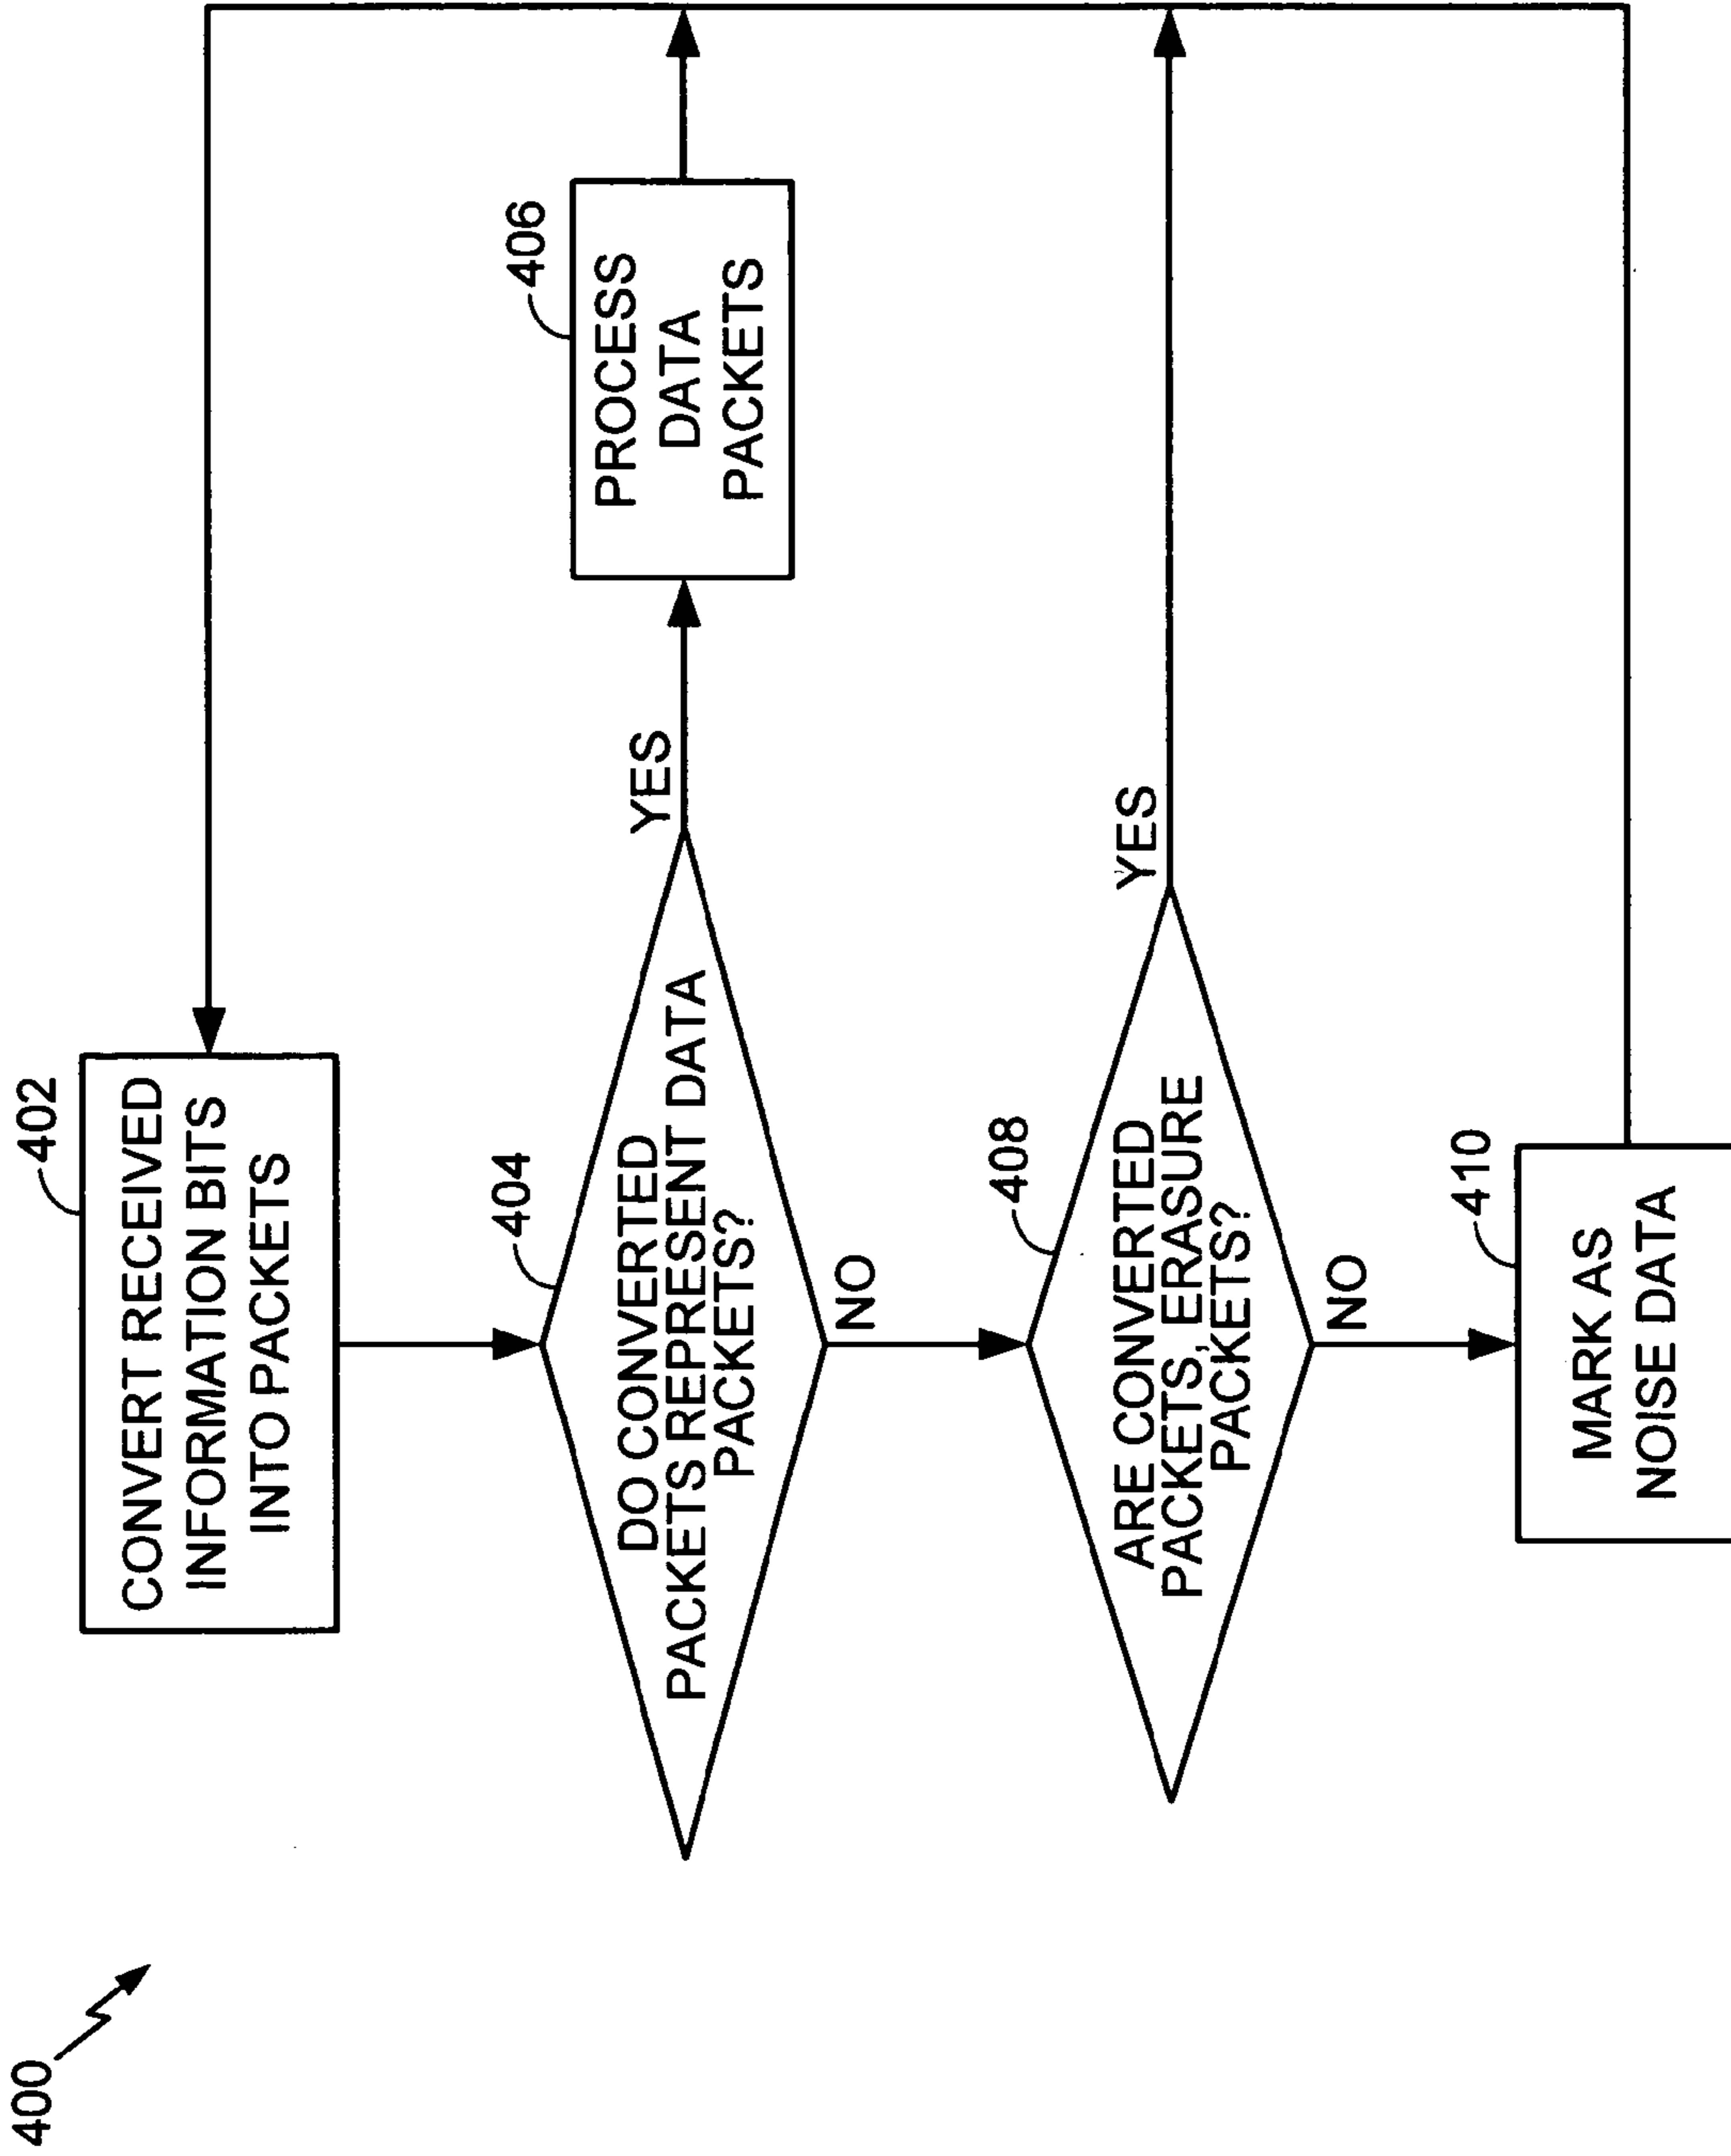 400
402
CONVERT RECEIVED
INFORMATION BITS
INTO PACKETS
404
DO CONVERTED
PACKETS REPRESENT DATA
PACKETS?
YES
406
PROCESS
DATA
PACKETS
NO
408
ARE CONVERTED
PACKETS' ERASURE
PACKETS?
YES
NO
410
MARK AS
NOISE DATA